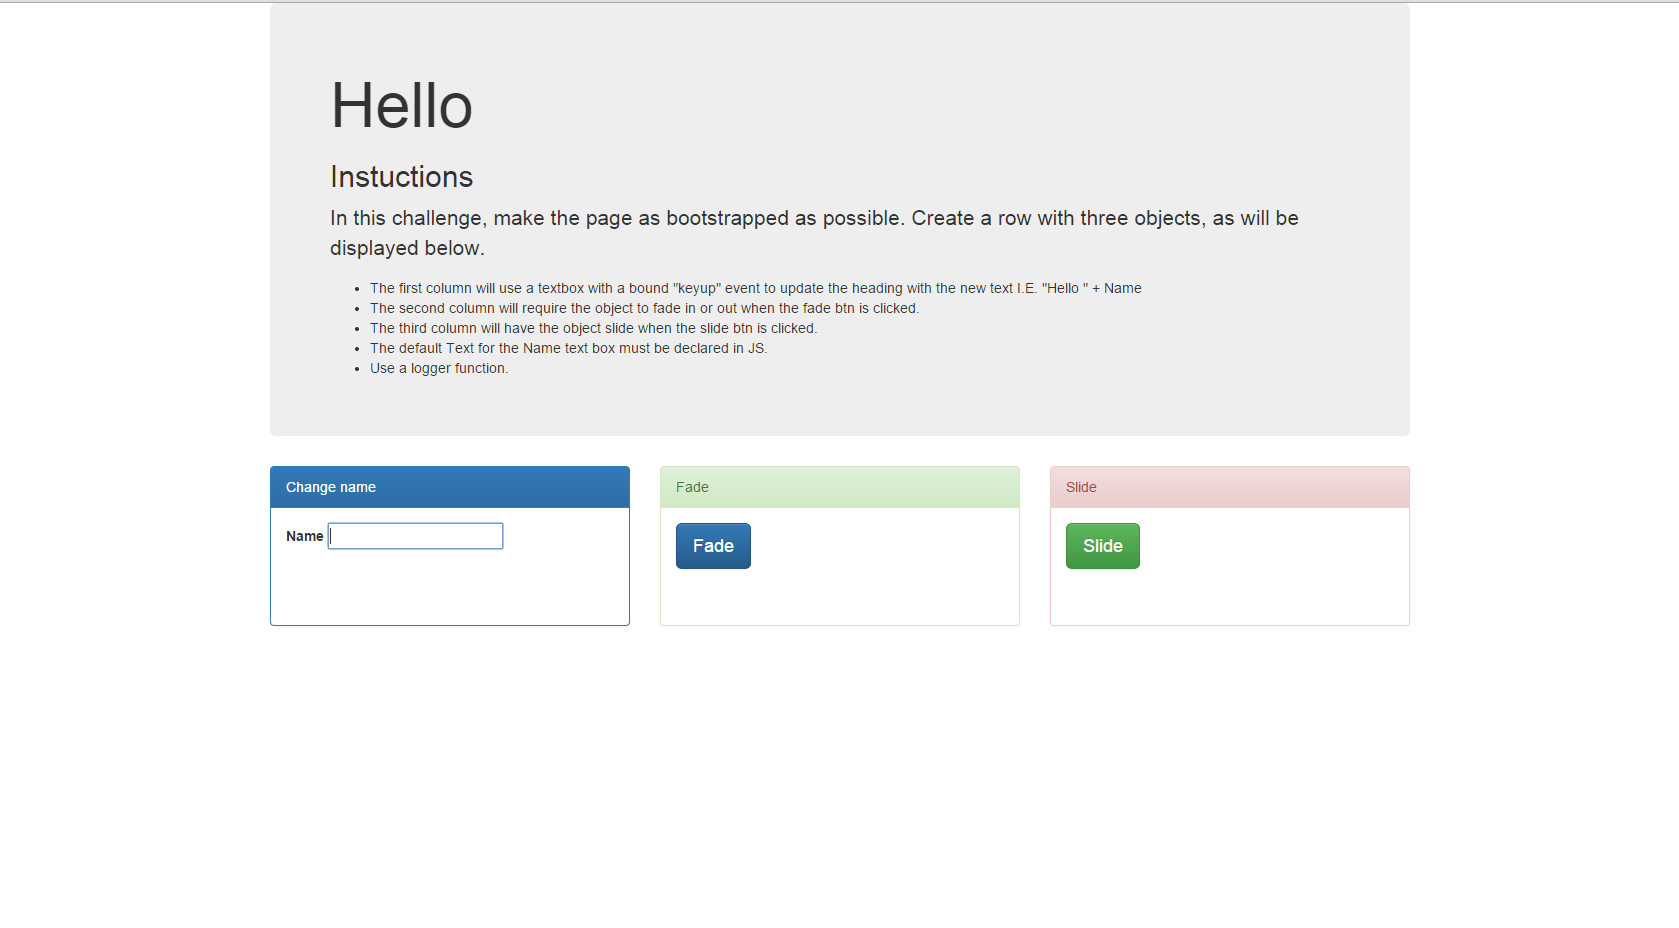 Hello
Instuctions
In this challenge, make the page as bootstrapped as possible. Create a row with three objects, as will be
displayed below.
The first column will use a textbox with a bound "keyup" event to update the heading with the new text I.E. "Hello " + Name
The second column will require the object to fade in or out when the fade btn is clicked.
The third column will have the object slide when the slide btn is clicked.
The default Text for the Name text box must be declared in JS.
Use a logger function.
Change name
Name
Fade
Fade
Slide
Slide